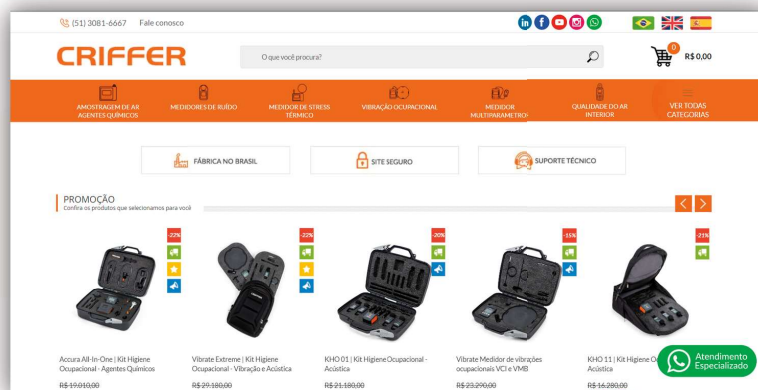 (51) 3081-6667 Fale conosco
CRIFFER
O que você procura?
0
R$ 0,00
AMOSTRAGEM DE AR
AGENTES QUÍMICOS
MEDIDORES DE RUÍDO
MEDIDOR DE STRESS
TÉRMICO
VIBRAÇÃO OCUPACIONAL
MEDIDOR
MULTIPARAMETRO
QUALIDADE DO AR
INTERIOR
VER TODAS
CATEGORIAS
FÁBRICA NO BRASIL
SITE SEGURO
SUPORTE TÉCNICO
PROMOÇÃO
Confira os produtos que selecionamos para você
-22%
-22%
-20%
-15%
-21%
Accura All-In-One | Kit Higiene
Ocupacional - Agentes Químicos
R$ 19.010,00
Vibrate Extreme | Kit Higiene
Ocupacional - Vibração e Acústica
R$ 29.180,00
KHO 01 | Kit Higiene Ocupacional -
Acústica
R$ 21.180,00
Vibrate Medidor de vibrações
ocupacionais VCI e VMB
R$ 23.290,00
KHO 11 | Kit Higiene
Acústica
R$ 16.280,00
Atendimento
Especializado